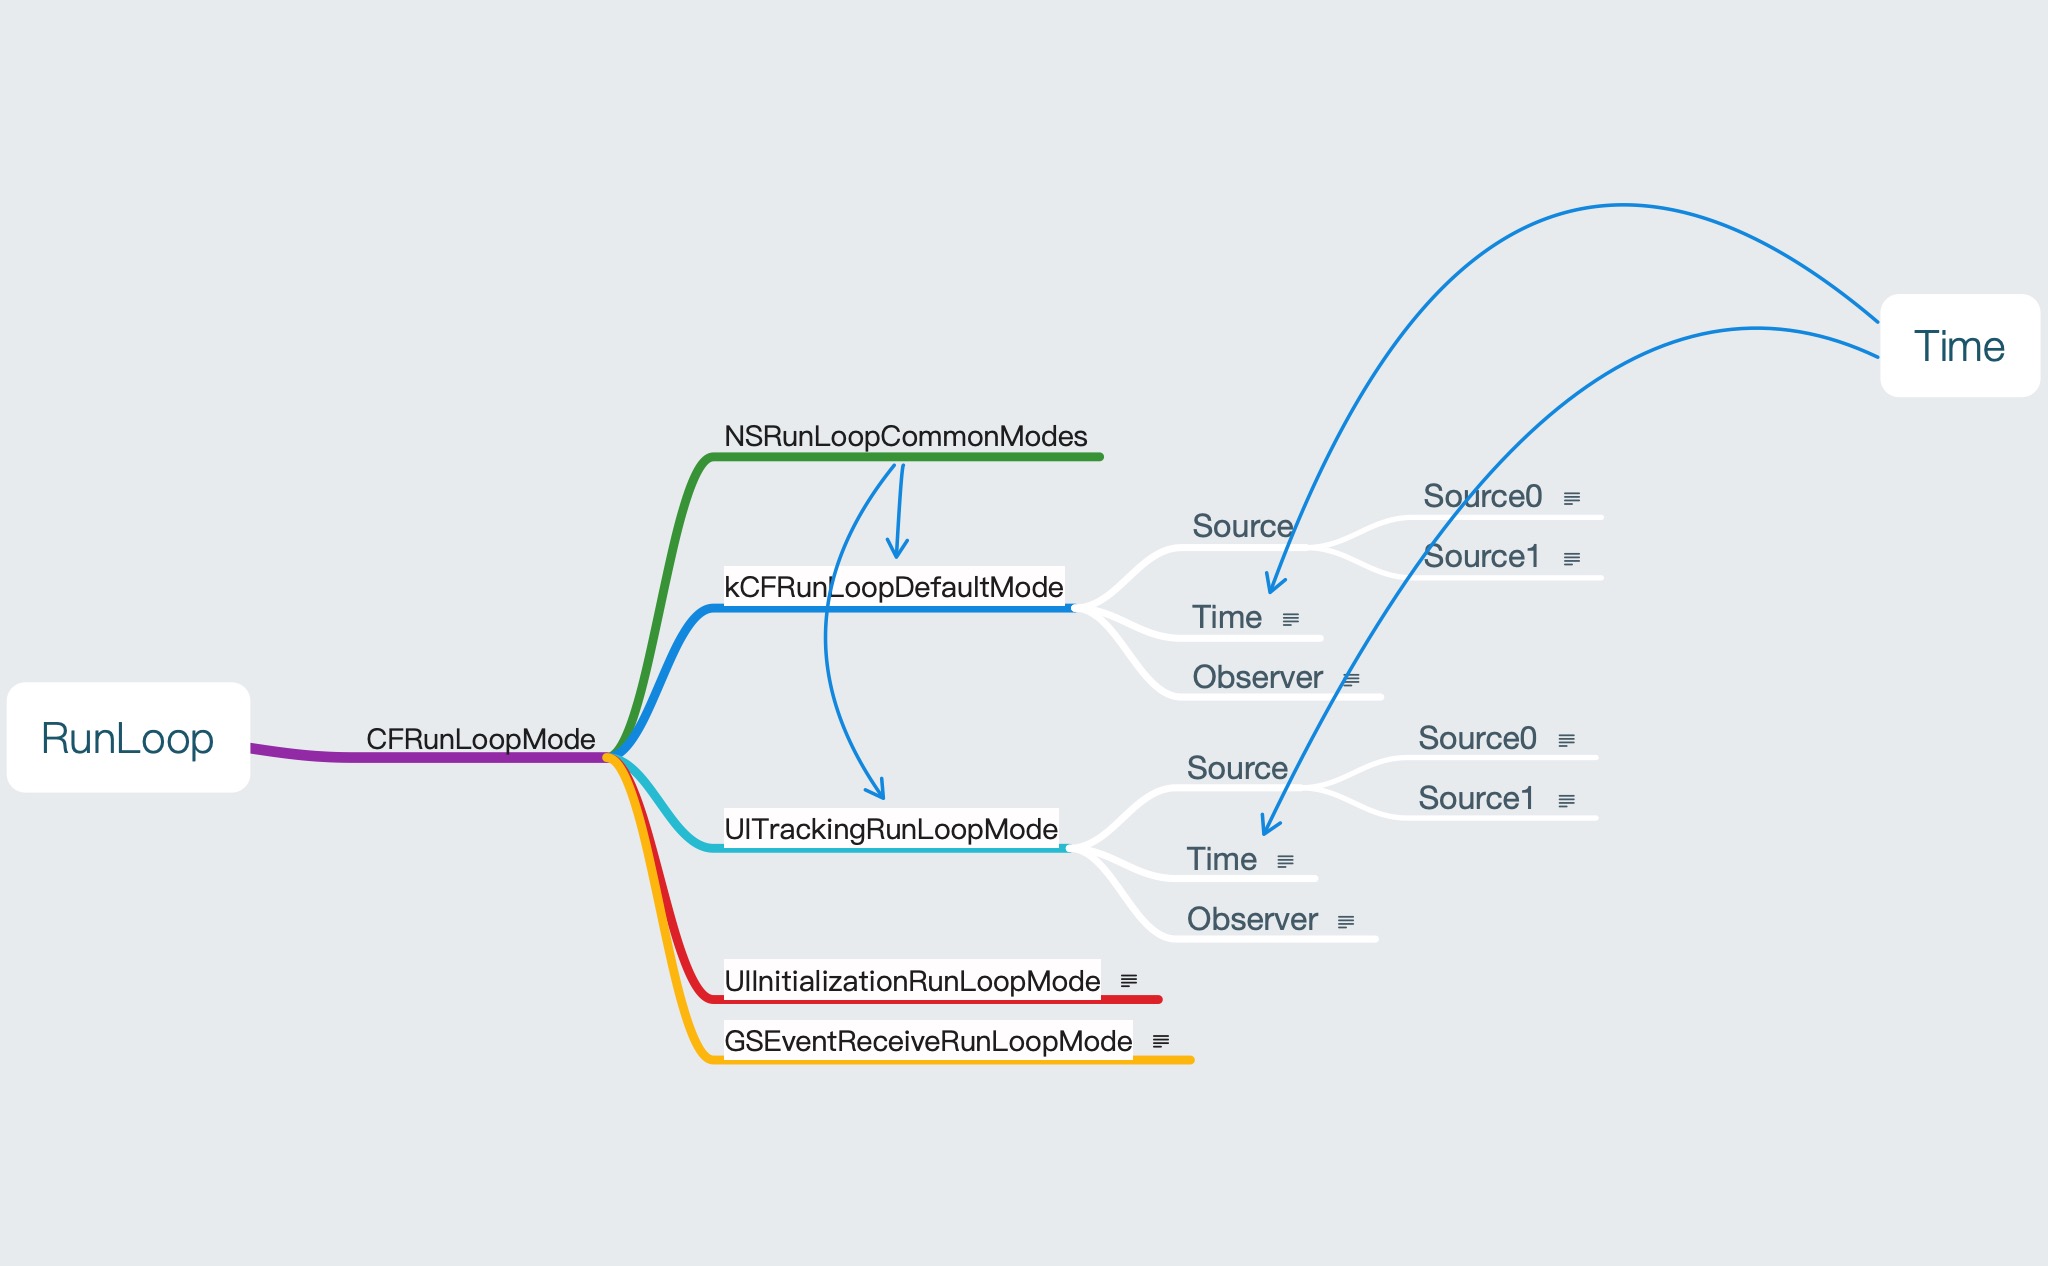 RunLoop
CFRunLoopMode
NSRunLoopCommonModes
kCFRunLoopDefaultMode
Source
Source0
Source1
Time
Observer
UITrackingRunLoopMode
Source
Source0
Source1
Time
Observer
UIInitializationRunLoopMode
GSEventReceiveRunLoopMode
Time